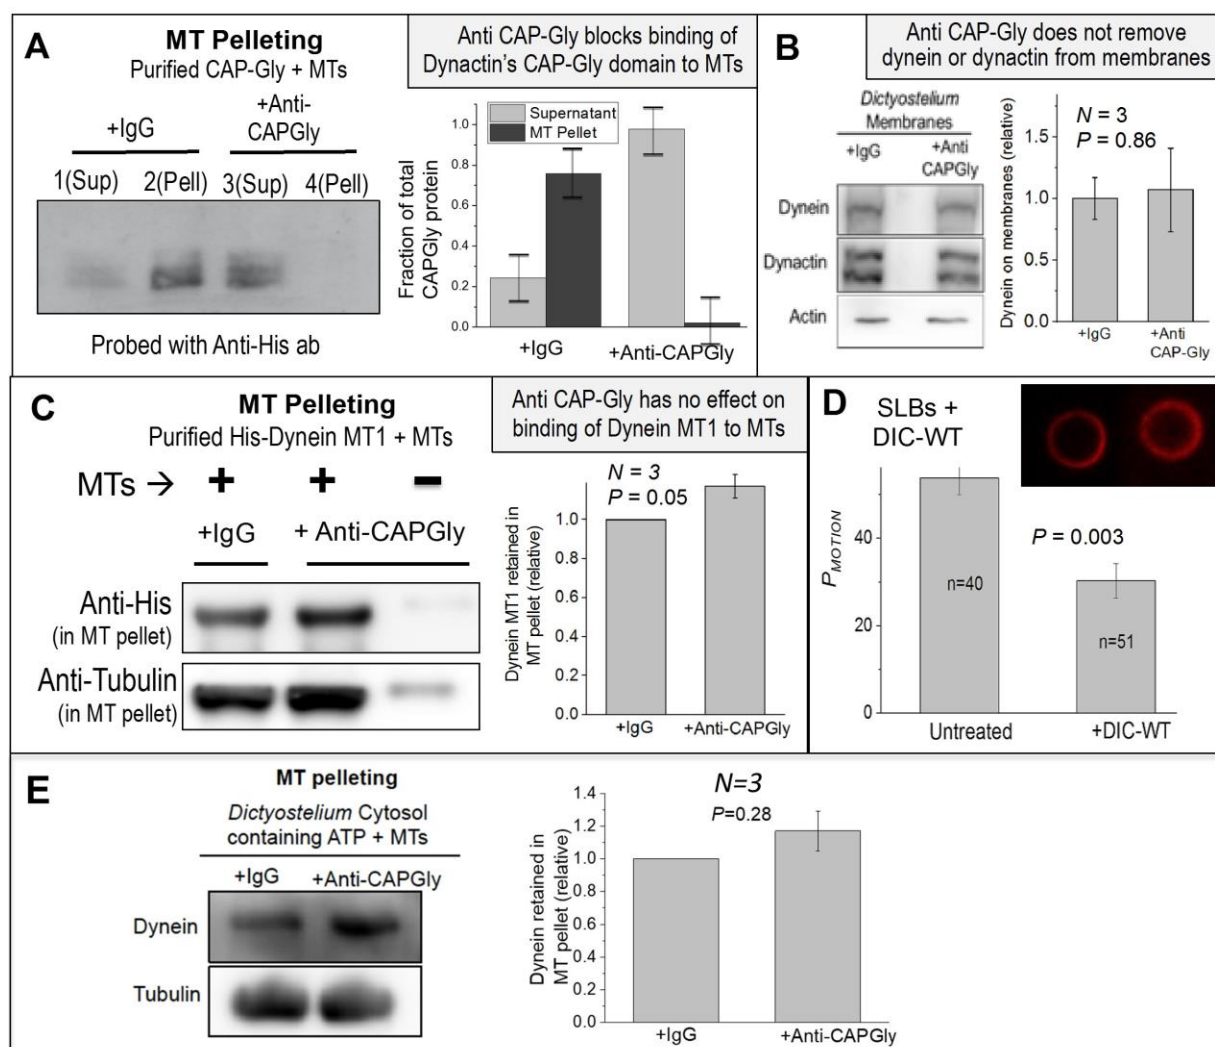 A
MT Pelleting
Purified CAP-Gly + MTs
+IgG
+Anti-
CAPGly
1(Sup) 2(Pell) 3(Sup) 4(Pell)
Probed with Anti-His ab
Anti CAP-Gly blocks binding of
Dynactin's CAP-Gly domain to MTs
Fraction of total
CAPGly protein
1.0
0.8
0.6
0.4
0.2
0.0
Supernatant
MT Pellet
+IgG
+Anti-CAPGly
B
Anti CAP-Gly does not remove
dynein or dynactin from membranes
Dictyostelium
Membranes
+IgG
+Anti
CAPGly
Dynein
Dynactin
Actin
Dynein on membranes (relative)
1.5
1.0
0.5
0.0
N = 3
P = 0.86
+IgG
+Anti
CAP-Gly
C
MT Pelleting
Purified His-Dynein MT1 + MTs
MTs → + + −
+IgG + Anti-CAPGly
Anti-His
(in MT pellet)
Anti-Tubulin
(in MT pellet)
Anti CAP-Gly has no effect on
binding of Dynein MT1 to MTs
Dynein MT1 retained in
MT pellet (relative)
1.0
0.8
0.6
0.4
0.2
0.0
N = 3
P = 0.05
+IgG
+Anti-CAPGly
D
SLBs +
DIC-WT
PMOTION
40
20
0
P = 0.003
n=40
n=51
Untreated
+DIC-WT
E
MT pelleting
Dictyostelium Cytosol
containing ATP + MTs
+IgG +Anti-CAPGly
Dynein
Tubulin
Dynein retained in
MT pellet (relative)
1.4
1.2
1.0
0.8
0.6
0.4
0.2
0.0
N=3
P=0.28
+IgG
+Anti-CAPGly